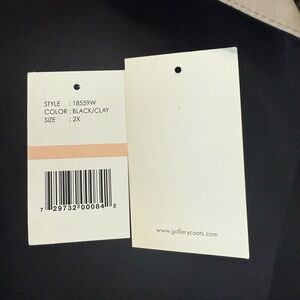 STYLE : 18559W
COLOR : BLACK/CLAY
SIZE : 2X
7 29732 00084 2
www.gallerycoats.com